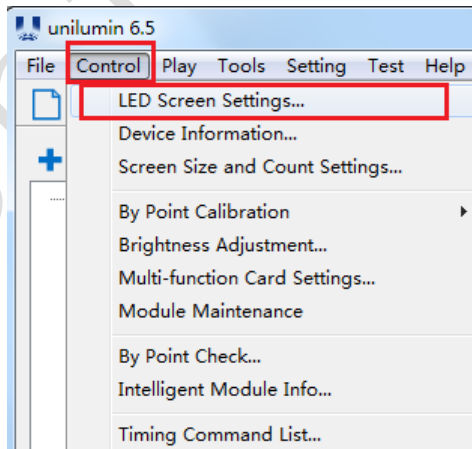 unilumin 6.5
File Control Play Tools Setting Test Help
LED Screen Settings...
Device Information...
Screen Size and Count Settings...
By Point Calibration
Brightness Adjustment...
Multi-function Card Settings...
Module Maintenance
By Point Check...
Intelligent Module Info...
Timing Command List...